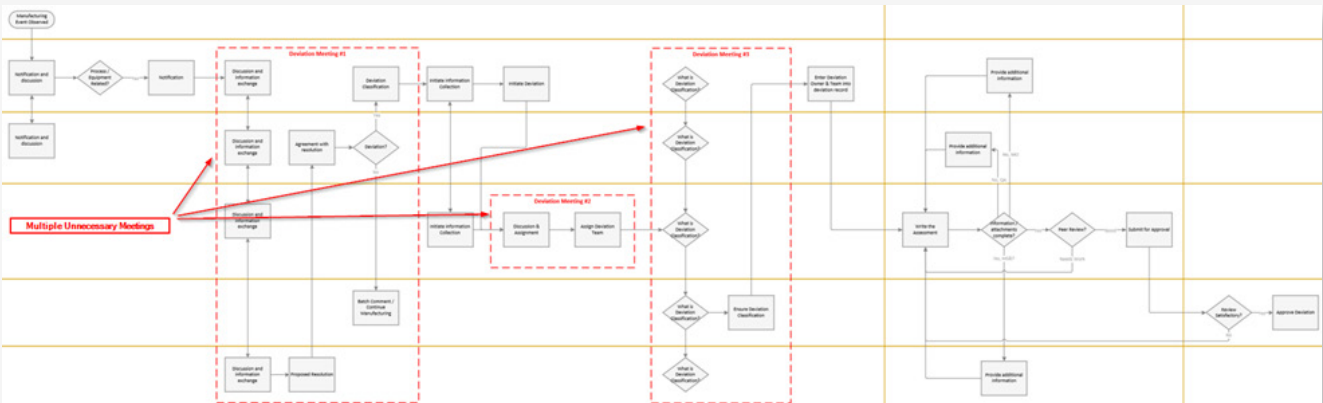 Manufacturing
Event Observed
Deviation Meeting #1
Deviation Meeting #3
Notification and
discussion
Process /
Equipment
Related?
Notification
Discussion and
information
exchange
Deviation
Classification
Initiate Information
Collection
Initiate Deviation
What is
Deviation
Classification?
Enter Deviation
Owner & Team into
deviation record
Provide additional
information
Notification and
discussion
Discussion and
information
exchange
Agreement with
resolution
Deviation?
What is
Deviation
Classification?
Provide additional
information
No
Multiple Unnecessary Meetings
Discussion and
information
exchange
Initiate Information
Collection
Deviation Meeting #2
Discussion &
Assignment
Assign Deviation
Team
What is
Deviation
Classification?
Write the
Assessment
Information /
attachments
complete?
Peer Review?
Submit for Approval
Batch Comment /
Continue
Manufacturing
What is
Deviation
Classification?
Ensure Deviation
Classification
Review
Satisfactory?
Approve Deviation
No
Discussion and
information
exchange
Proposed Resolution
What is
Deviation
Classification?
Provide additional
information